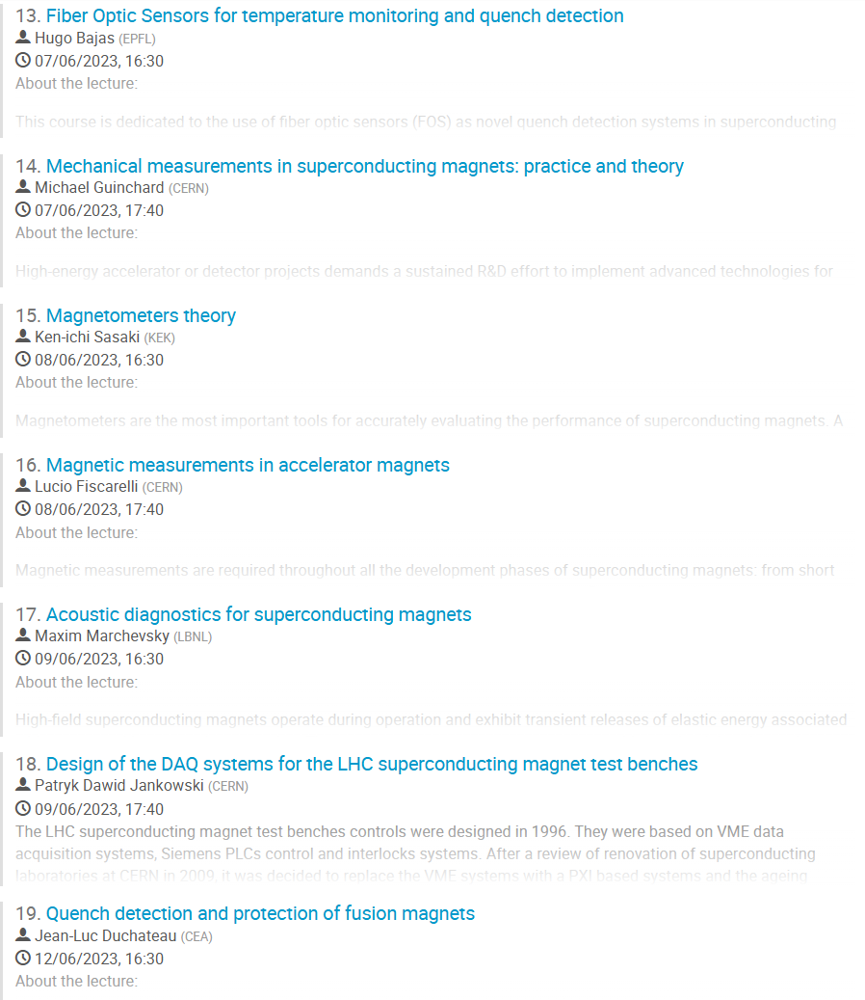 13. Fiber Optic Sensors for temperature monitoring and quench detection
Hugo Bajas (EPFL)
07/06/2023, 16:30
About the lecture:
This course is dedicated to the use of fiber optic sensors (FOS) as novel quench detection systems in superconducting
14. Mechanical measurements in superconducting magnets: practice and theory
Michael Guinchard (CERN)
07/06/2023, 17:40
About the lecture:
High-energy accelerator or detector projects demands a sustained R&D effort to implement advanced technologies for
15. Magnetometers theory
Ken-ichi Sasaki (KEK)
08/06/2023, 16:30
About the lecture:
Magnetometers are the most important tools for accurately evaluating the performance of superconducting magnets. A
16. Magnetic measurements in accelerator magnets
Lucio Fiscarelli (CERN)
08/06/2023, 17:40
About the lecture:
Magnetic measurements are required throughout all the development phases of superconducting magnets: from short
17. Acoustic diagnostics for superconducting magnets
Maxim Marchevsky (LBNL)
09/06/2023, 16:30
About the lecture:
High-field superconducting magnets operate during operation and exhibit transient releases of elastic energy associated
18. Design of the DAQ systems for the LHC superconducting magnet test benches
Patryk Dawid Jankowski (CERN)
09/06/2023, 17:40
The LHC superconducting magnet test benches controls were designed in 1996. They were based on VME data
acquisition systems, Siemens PLCs control and interlocks systems. After a review of renovation of superconducting
laboratories at CERN in 2009, it was decided to replace the VME systems with a PXI based systems and the ageing
19. Quench detection and protection of fusion magnets
Jean-Luc Duchateau (CEA)
12/06/2023, 16:30
About the lecture: